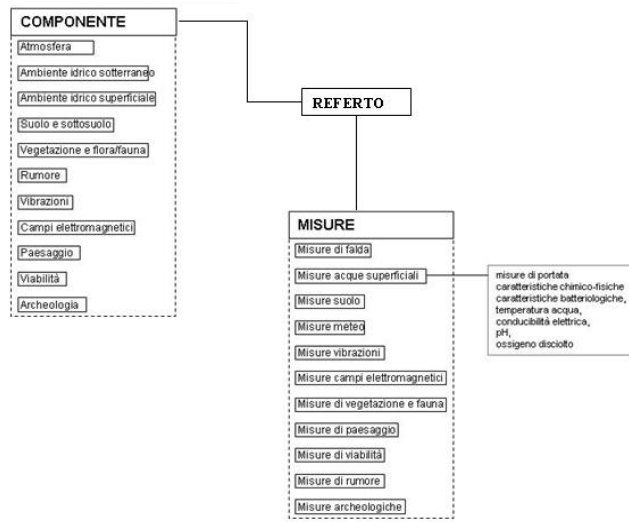 COMPONENTE
Atmosfera
Ambiente idrico sotterraneo
Ambiente idrico superficiale
Suolo e sottosuolo
Vegetazione e flora/fauna
Rumore
Vibrazioni
Campi elettromagnetici
Paesaggio
Viabilità
Archeologia
REFERTO
MISURE
Misure di falda
Misure acque superficiali
Misure suolo
Misure meteo
Misure vibrazioni
Misure campi elettromagnetici
Misure di vegetazione e fauna
Misure di paesaggio
Misure di viabilità
Misure di rumore
Misure archeologiche
misure di portata
caratteristiche chimico-fisiche
caratteristiche batteriologiche,
temperatura acqua,
conducibilità elettrica,
pH,
ossigeno disciolto